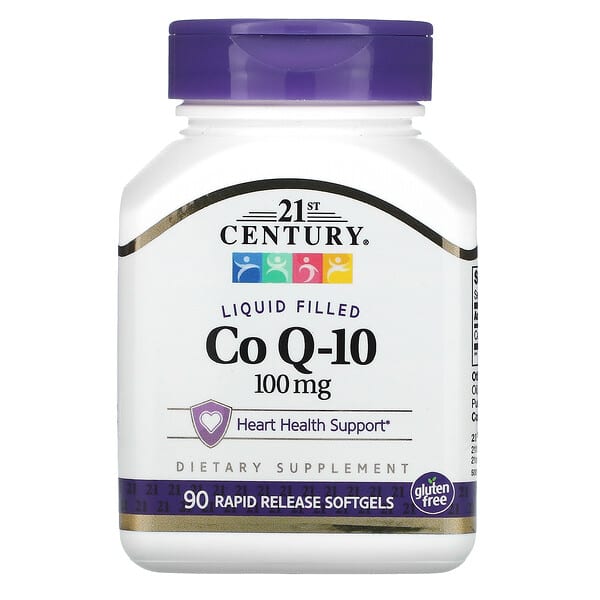 21ST
CENTURY®
LIQUID FILLED
Co Q-10
100 mg
Heart Health Support*
DIETARY SUPPLEMENT
90 RAPID RELEASE SOFTGELS
gluten
free